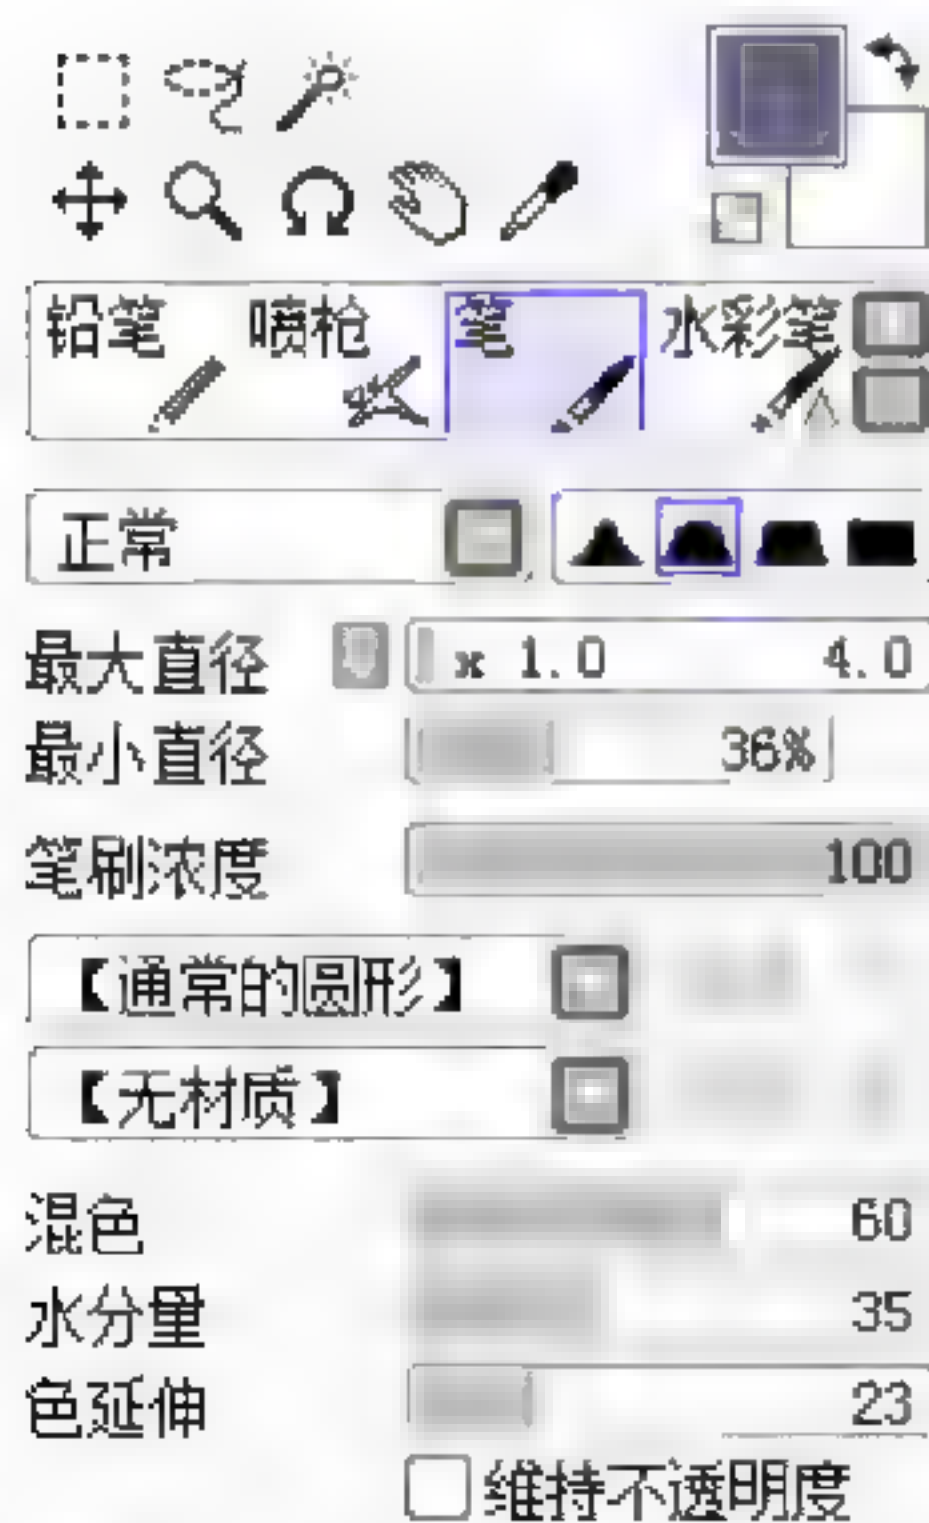 铅笔 喷枪 笔 水彩笔
正常
最大直径 x 1.0 4.0
最小直径 36%
笔刷浓度 100
【通常的圆形】
【无材质】
混色 60
水分量 35
色延伸 23
维持不透明度